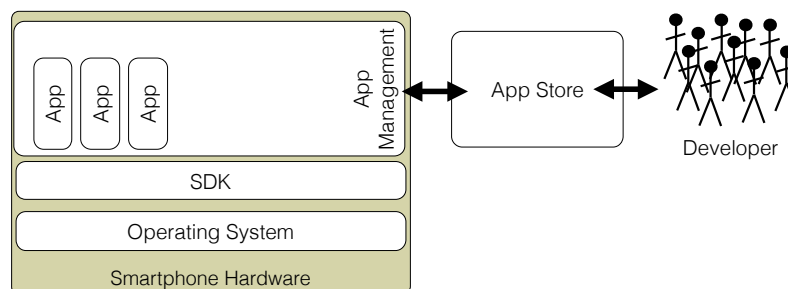 App
App
App
App
Management
SDK
Operating System
Smartphone Hardware
App Store
Developer